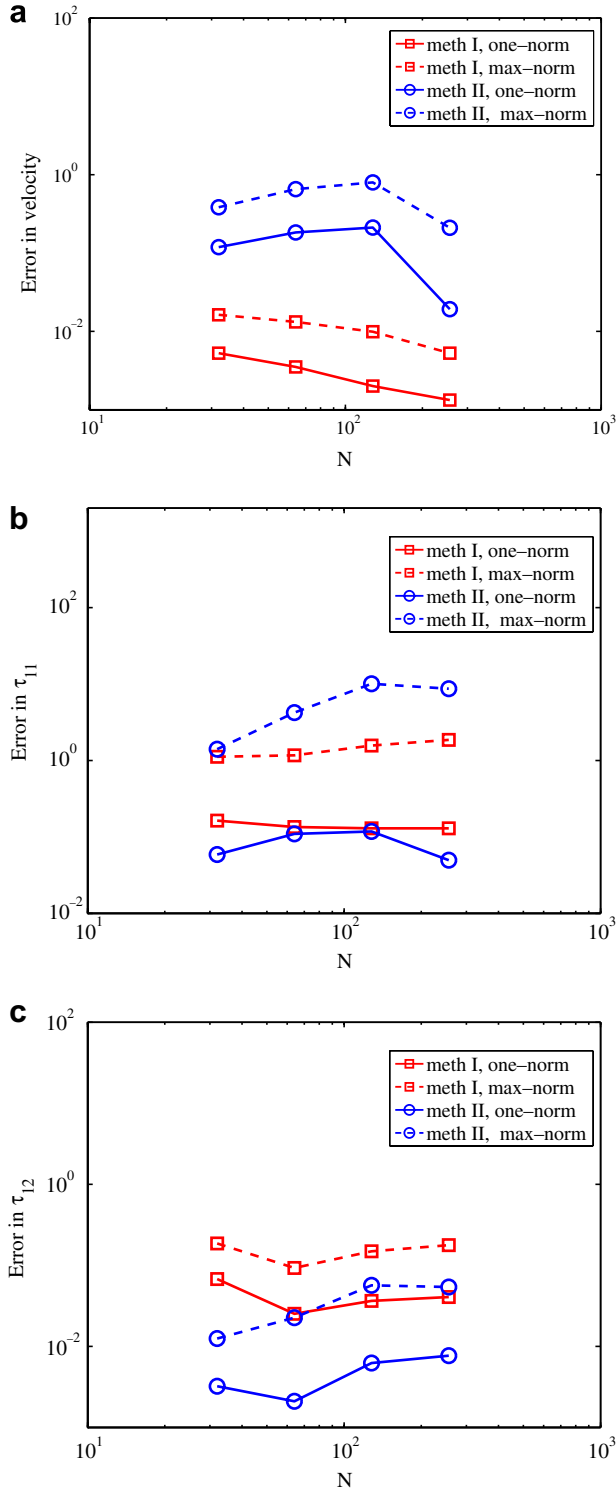 a
10^2
10^0
10^-2
Error in velocity
meth I, one–norm
meth I, max–norm
meth II, one–norm
meth II, max–norm
10^1
10^2
10^3
N
b
10^2
10^0
10^-2
Error in τ_11
meth I, one–norm
meth I, max–norm
meth II, one–norm
meth II, max–norm
10^1
10^2
10^3
N
c
10^2
10^0
10^-2
Error in τ_12
meth I, one–norm
meth I, max–norm
meth II, one–norm
meth II, max–norm
10^1
10^2
10^3
N